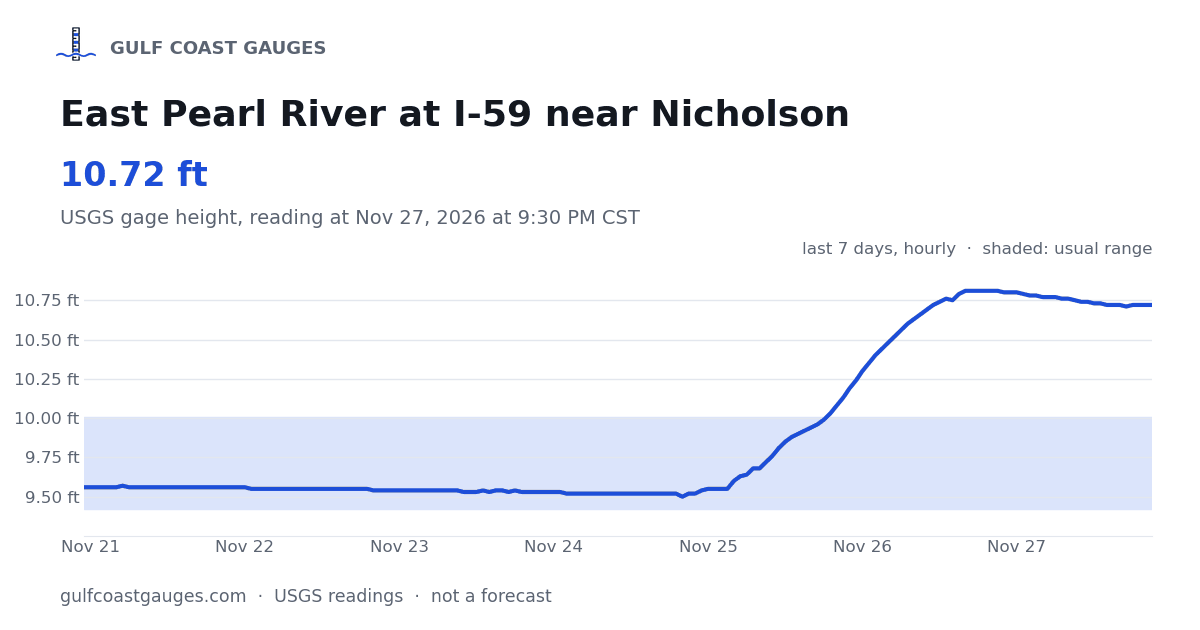 GULF COAST GAUGES
East Pearl River at I-59 near Nicholson
10.72 ft
USGS gage height, reading at Nov 27, 2026 at 9:30 PM CST
last 7 days, hourly · shaded: usual range
10.75 ft
10.50 ft
10.25 ft
10.00 ft
9.75 ft
9.50 ft
Nov 21 Nov 22 Nov 23 Nov 24 Nov 25 Nov 26 Nov 27
gulfcoastgauges.com · USGS readings · not a forecast